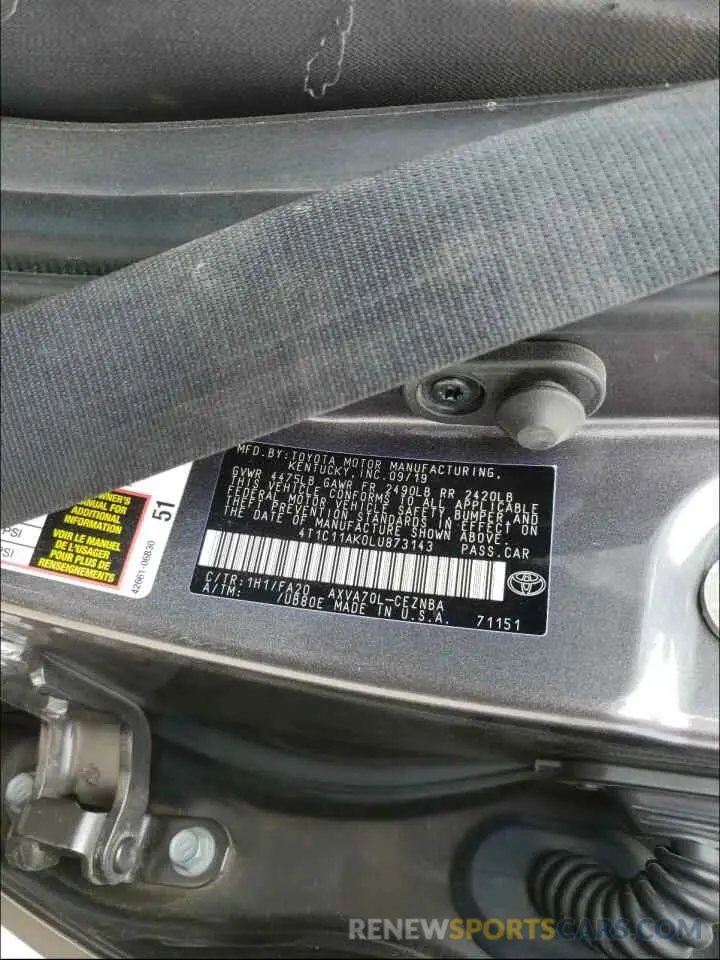 MFD.BY:TOYOTA MOTOR MANUFACTURING,
KENTUCKY, INC. 09/19
GVWR 4475LB GAWR FR 2490LB RR 2420LB
THIS VEHICLE CONFORMS TO ALL APPLICABLE
FEDERAL MOTOR VEHICLE SAFETY, BUMPER, AND
THEFT PREVENTION STANDARDS IN EFFECT ON
THE DATE OF MANUFACTURE SHOWN ABOVE.
4T1C11AK0LU873143 PASS.CAR
C/TR:1H1/FA20 AXVA70L-CEZNBA
A/TM: /UB80E MADE IN U.S.A. 71151
OWNER'S
MANUAL FOR
ADDITIONAL
INFORMATION
VOIR LE MANUEL
DE L'USAGER
POUR PLUS DE
RENSEIGNEMENTS
PSI
PSI
51
42661-06B30
RENEWSPORTSCARS.COM